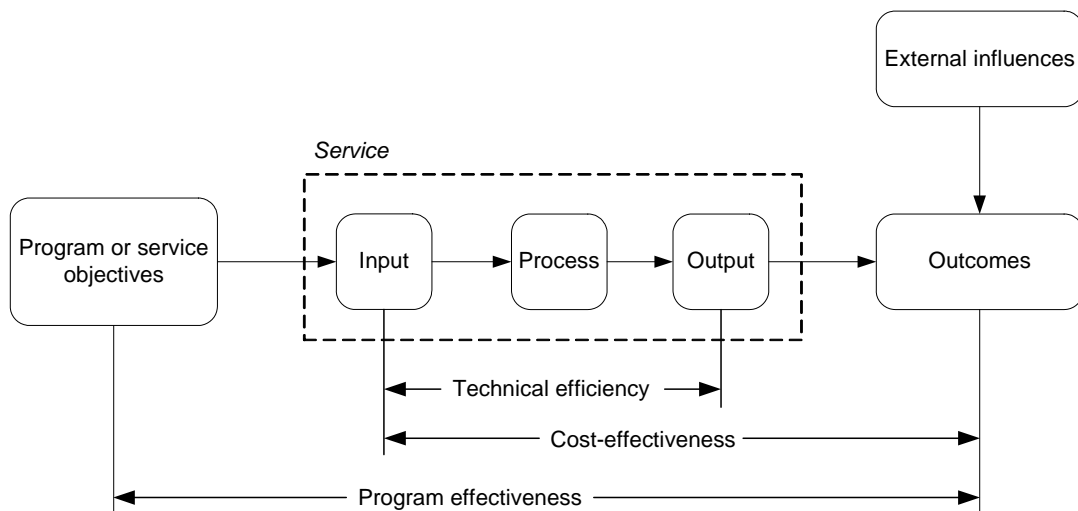 External influences
Service
Program or service
objectives
Input
Process
Output
Outcomes
Technical efficiency
Cost-effectiveness
Program effectiveness